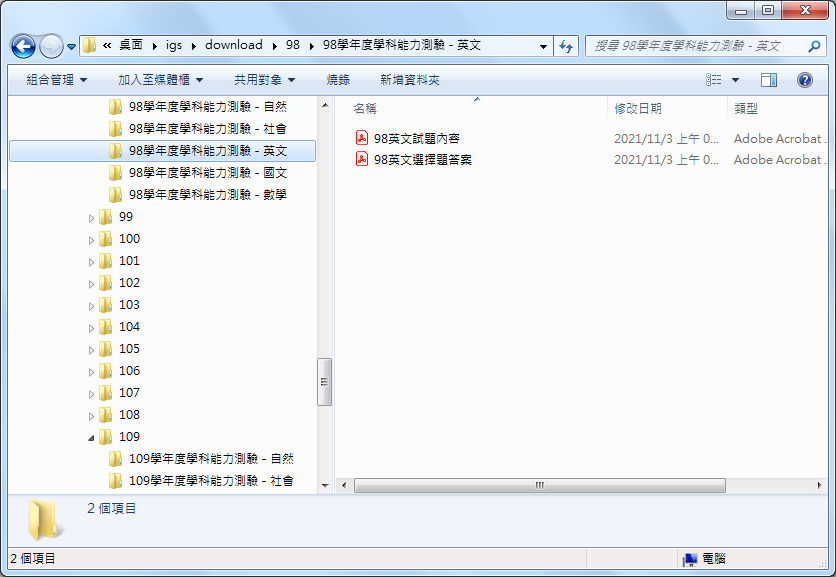 « 桌面 ▸ igs ▸ download ▸ 98 ▸ 98學年度學科能力測驗 - 英文
搜尋 98學年度學科能力測驗 - 英文
組合管理 加入至媒體櫃 共用對象 燒錄 新增資料夾
98學年度學科能力測驗 - 自然
98學年度學科能力測驗 - 社會
98學年度學科能力測驗 - 英文
98學年度學科能力測驗 - 國文
98學年度學科能力測驗 - 數學
99
100
101
102
103
104
105
106
107
108
109
109學年度學科能力測驗 - 自然
109學年度學科能力測驗 - 社會
名稱 修改日期 類型
98英文試題內容 2021/11/3 上午 0... Adobe Acrobat ...
98英文選擇題答案 2021/11/3 上午 0... Adobe Acrobat ...
2 個項目
2 個項目 電腦